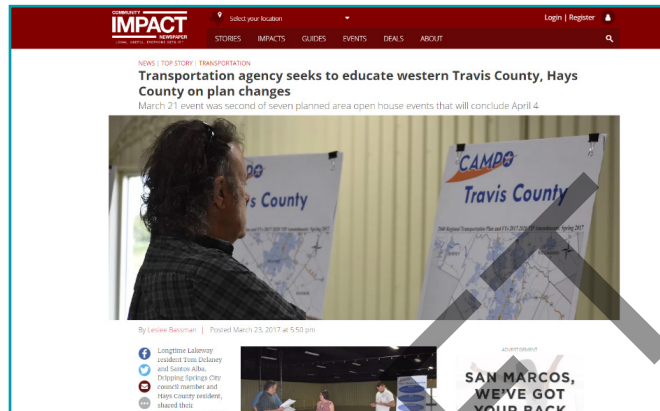 COMMUNITY
IMPACT
NEWSPAPER
Select your location
Login | Register
STORIES IMPACTS GUIDES EVENTS DEALS ABOUT
NEWS | TOP STORY | TRANSPORTATION
Transportation agency seeks to educate western Travis County, Hays
County on plan changes
March 21 event was second of seven planned area open house events that will conclude April 4
CAMPO
s County
CAMPO
Travis County
By Leslee Bassman | Posted March 23, 2017 at 5:50 pm
Longtime Lakeway
resident Tom Delaney
and Santos Alba,
Dripping Springs City
council member and
Hays County resident,
shared their
ADVERTISEMENT
SAN MARCOS,
WE'VE GOT
YOUR BACK